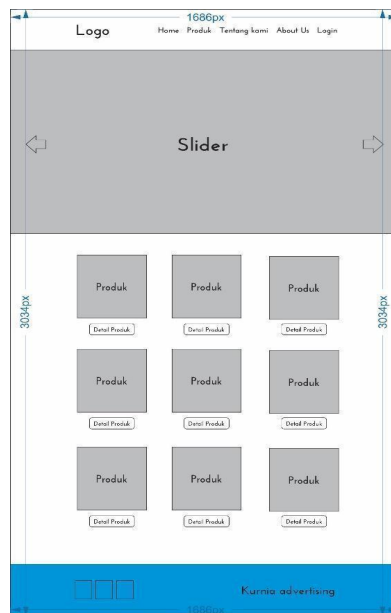 1686px
Logo Home Produk Tentang kami About Us Login
Slider
3034px 3034px
Produk Produk Produk
Detail Produk Detail Produk Detail Produk
Produk Produk Produk
Detail Produk Detail Produk Detail Produk
Produk Produk Produk
Detail Produk Detail Produk Detail Produk
Kurnia advertising
1686px